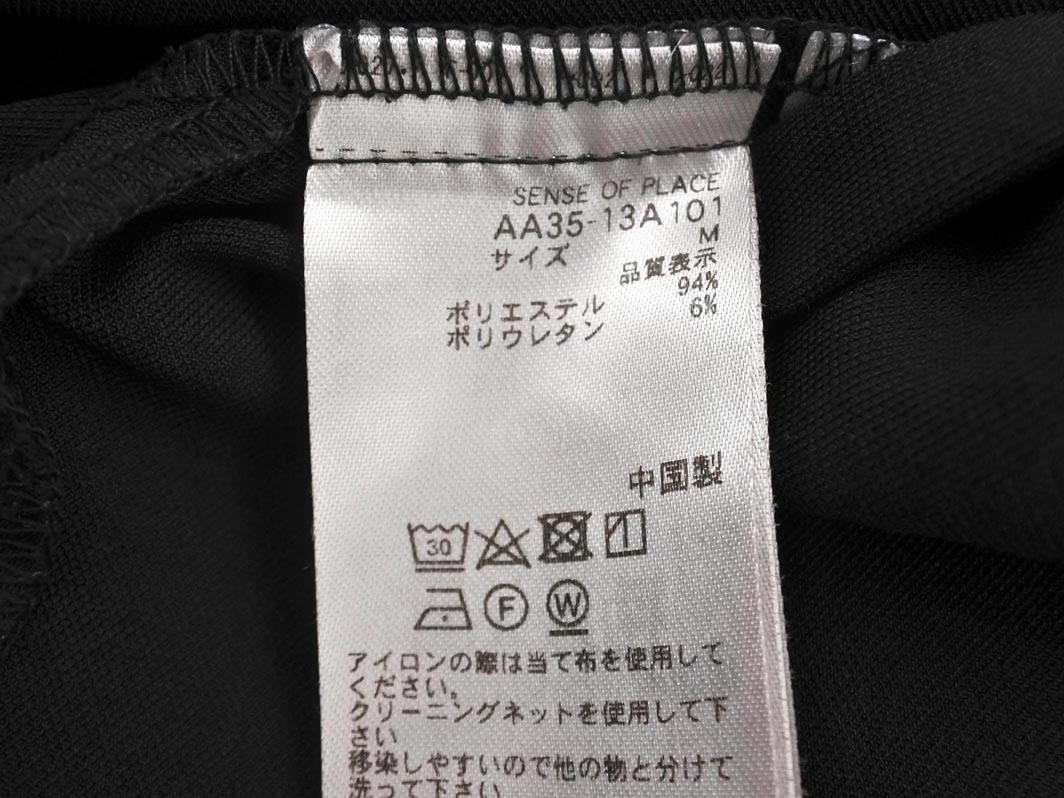 SENSE OF PLACE
AA35-13A101
サイズ M
品質表示
ポリエステル 94%
ポリウレタン 6%
中国製
30
F W
アイロンの際は当て布を使用して
ください。
クリーニングネットを使用して下
さい
移染しやすいので他の物と分けて
洗って下さい